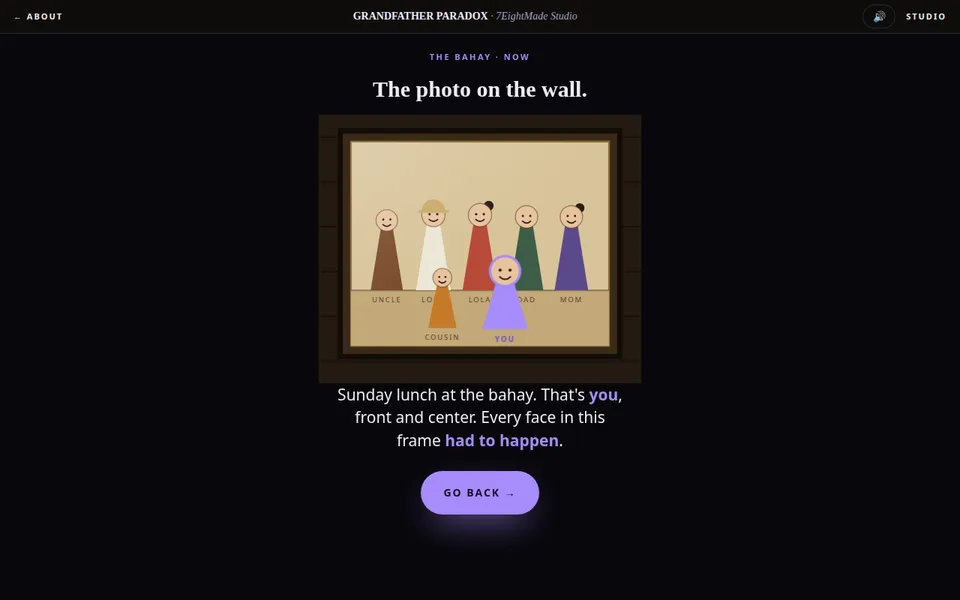 ← ABOUT
GRANDFATHER PARADOX · 7EightMade Studio
STUDIO
THE BAHAY · NOW
The photo on the wall.
UNCLE
LOLA
MOM
COUSIN
YOU
Sunday lunch at the bahay. That's you,
front and center. Every face in this
frame had to happen.
GO BACK →